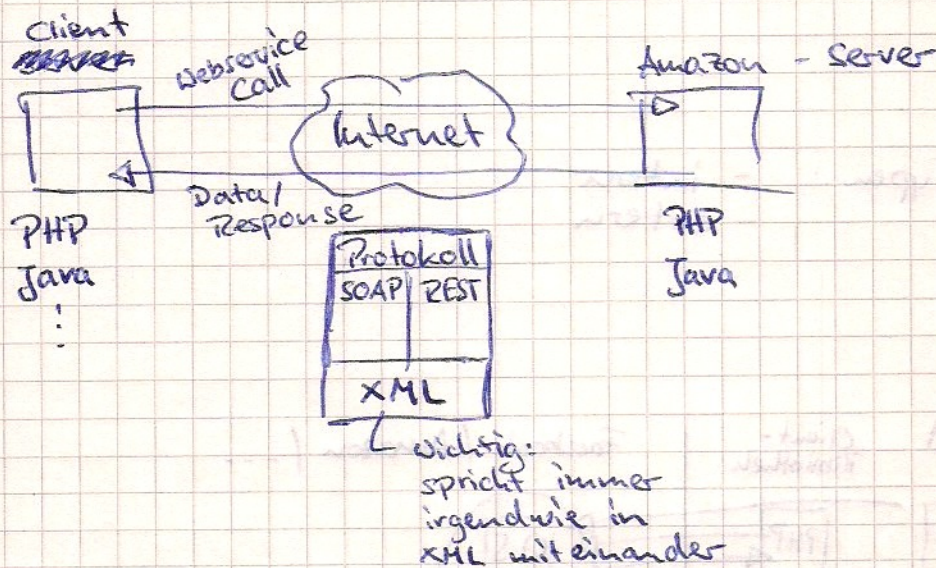 Client
Webservice
Call
Amazon - Server
Internet
Data/
Response
PHP
Java
:
PHP
Java
Protokoll
SOAP REST
XML
wichtig:
spricht immer
irgendwie in
XML miteinander